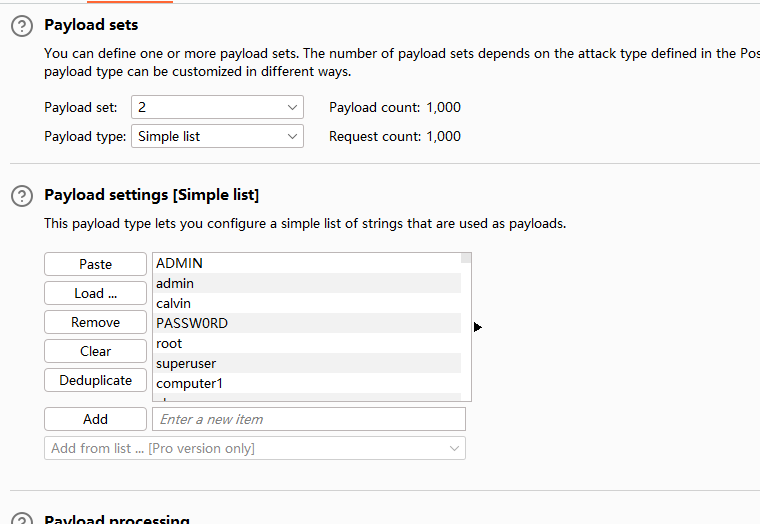 Payload sets
You can define one or more payload sets. The number of payload sets depends on the attack type defined in the Pos
payload type can be customized in different ways.
Payload set: 2 Payload count: 1,000
Payload type: Simple list Request count: 1,000
Payload settings [Simple list]
This payload type lets you configure a simple list of strings that are used as payloads.
Paste
Load ...
Remove
Clear
Deduplicate
ADMIN
admin
calvin
PASSW0RD
root
superuser
computer1
Add Enter a new item
Add from list ... [Pro version only]
Payload processing